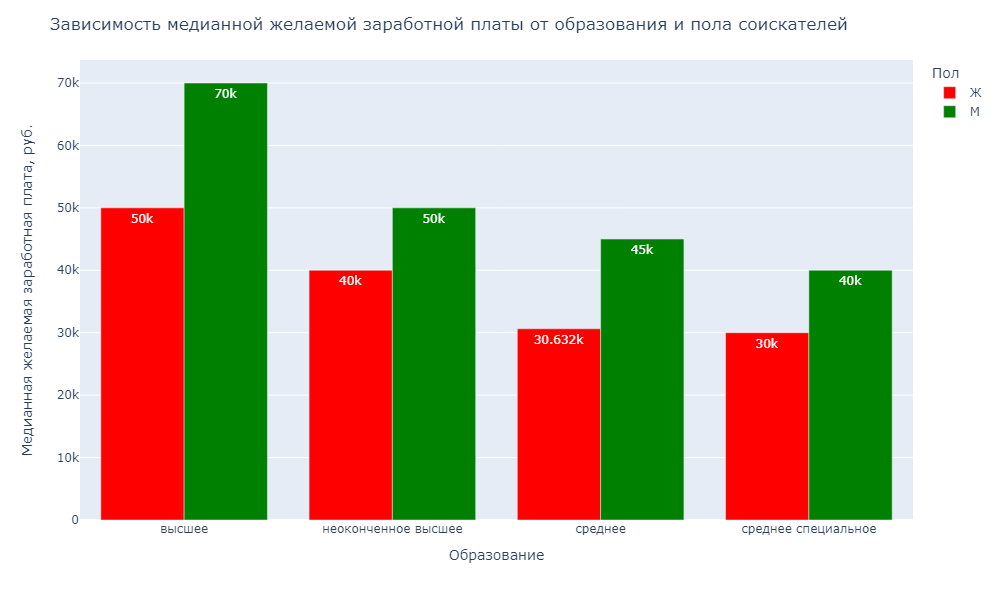 Зависимость медианной желаемой заработной платы от образования и пола соискателей
Пол
Ж
М
Медианная желаемая заработная плата, руб.
70k
60k
50k
40k
30k
20k
10k
0
50k
70k
40k
50k
30.632k
45k
30k
40k
высшее
неоконченное высшее
среднее
среднее специальное
Образование